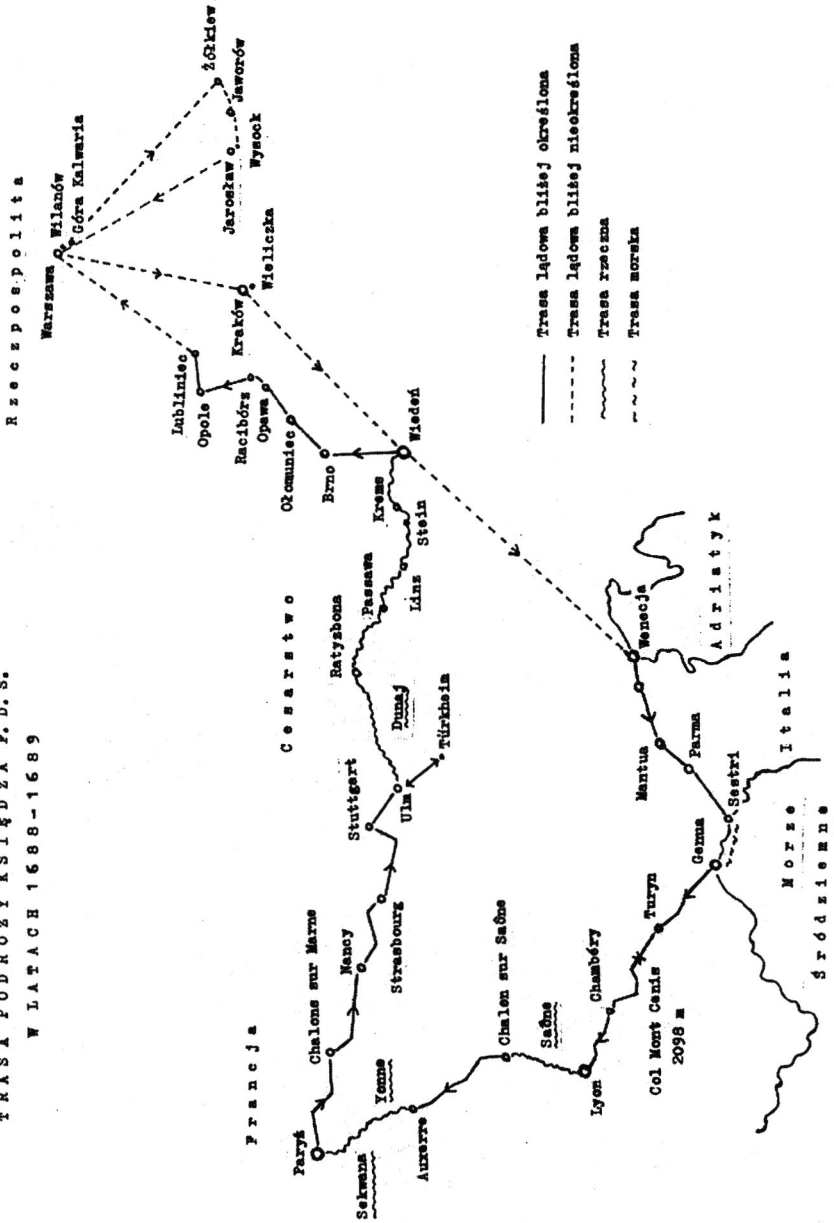 TRASA PODRÓŻY KSIĘDZA F. D. S.
W LATACH 1688-1689
Rzeczpospolita
Warszawa
Wilanów
Góra Kalwaria
Żółkiew
Jaworów
Jarosław
Wysock
Lubliniec
Opole
Kraków
Wieliczka
Racibórz
Opawa
Ołomuniec
Brno
Wiedeń
Krems
Stein
Linz
Passawa
Ratyzbona
Cesarstwo
Dunaj
Stuttgart
Ulm
Türkheim
Francja
Paryż
Chalons sur Marne
Nancy
Strasbourg
Sekwana
Yonne
Auxerre
Chalen sur Saône
Saône
Lyon
Chambéry
Col Mont Cenis
2098 m
Turyn
Genua
Sestri
Parma
Mantua
Wenecja
Adriatyk
Italia
Morze
Śródziemne
Trasa lądowa bliżej określona
Trasa lądowa bliżej nieokreślona
Trasa rzeczna
Trasa morska